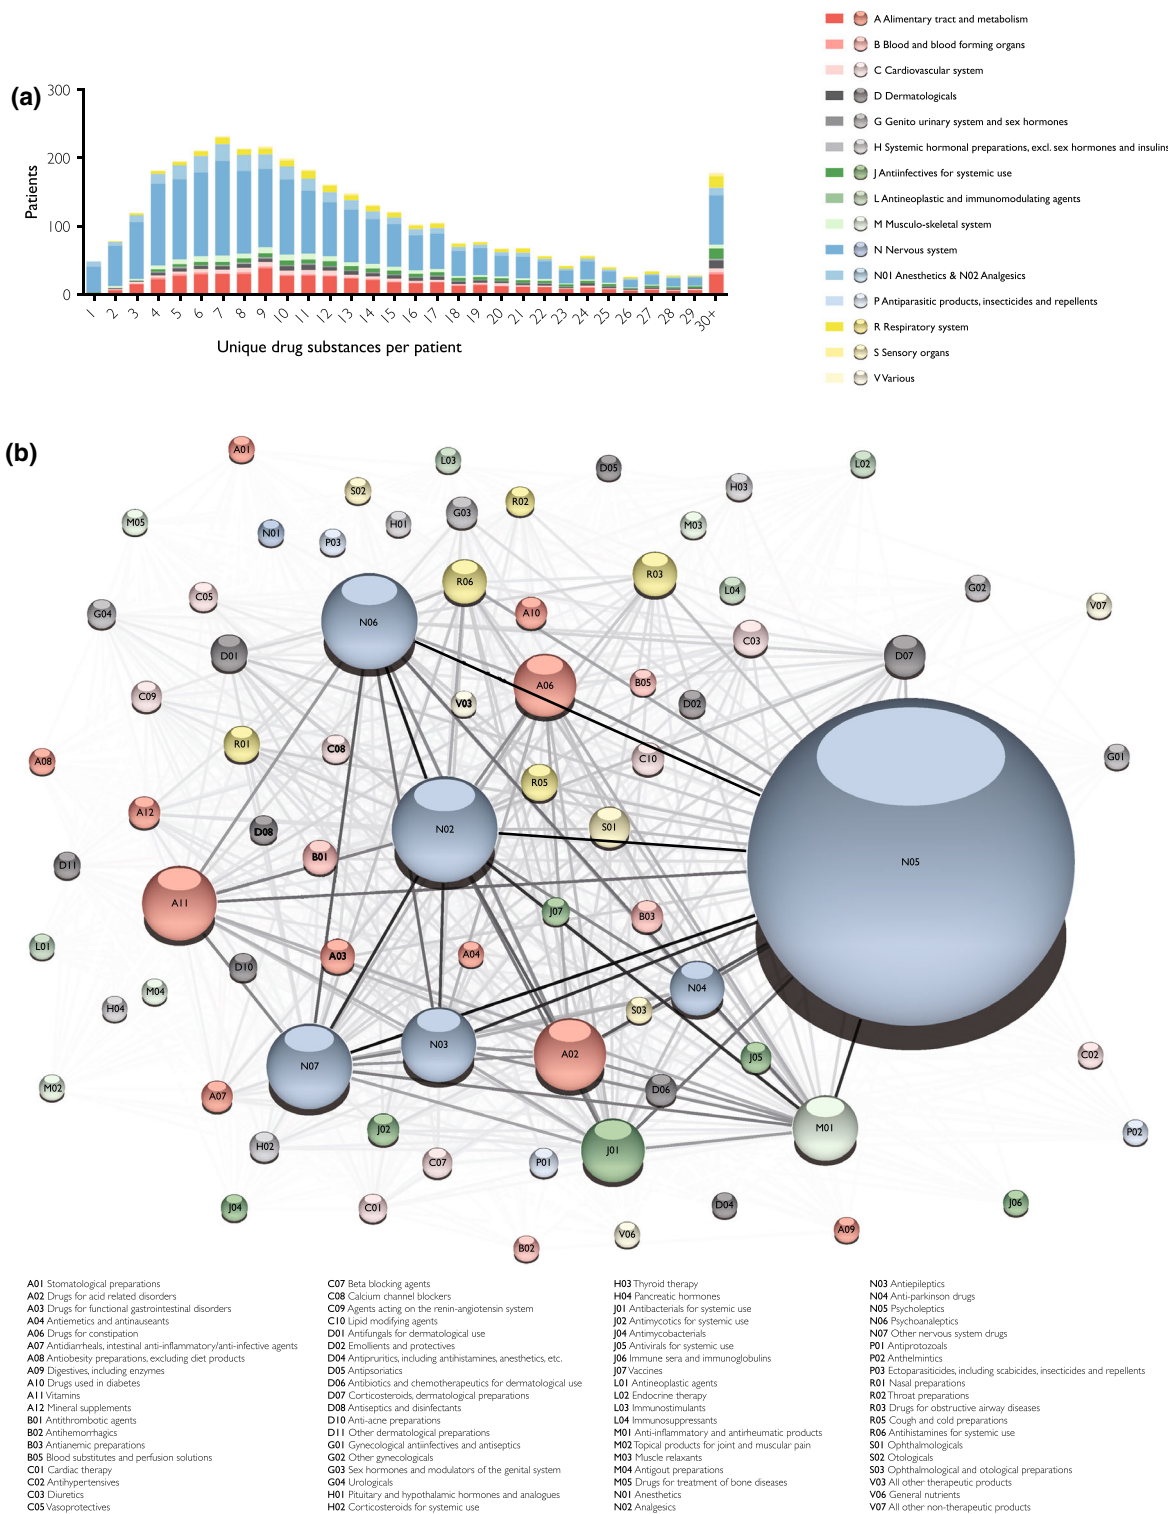 A Alimentary tract and metabolism
B Blood and blood forming organs
C Cardiovascular system
D Dermatologicals
G Genito urinary system and sex hormones
H Systemic hormonal preparations, excl. sex hormones and insulins
J Antiinfectives for systemic use
L Antineoplastic and immunomodating agents
M Musculo-skeletal system
N Nervous system
N01 Anesthetics & N02 Analgesics
P Antiparasitic products, insecticides and repellents
R Respiratory system
S Sensory organs
V Various
(a)
300
200
100
0
Patients
1 2 3 4 5 6 7 8 9 10 11 12 13 14 15 16 17 18 19 20 21 22 23 24 25 26 27 28 29 30+
Unique drug substances per patient
(b)
A01
L03
D05
L02
S02
H03
R02
G03
M05
H01
M03
N01
P03
R06
R03
G02
L04
C05
V07
A10
G04
N06
C03
D01
D07
A06
B05
C09
V03
D02
R01
C08
G01
C10
A08
R05
A12
S01
N02
D08
B01
N05
D11
A11
J07
B03
L01
A03
A04
D10
N04
M04
H04
S03
N03
A02
J05
C02
N07
M02
D06
A07
M01
J02
P02
H02
J01
C07
P01
J06
D04
J04
C01
A09
V06
B02
A01 Stomatological preparations
A02 Drugs for acid related disorders
A03 Drugs for functional gastrointestinal disorders
A04 Antiemetics and antinauseants
A06 Drugs for constipation
A07 Antidiarrheals, intestinal anti-inflammatory/anti-infective agents
A08 Antiobesity preparations, excluding diet products
A09 Digestives, including enzymes
A10 Drugs used in diabetes
A11 Vitamins
A12 Mineral supplements
B01 Antithrombotic agents
B02 Antihemorrhagics
B03 Antianemic preparations
B05 Blood substitutes and perfusion solutions
C01 Cardiac therapy
C02 Antihypertensives
C03 Diuretics
C05 Vasoprotectives
C07 Beta blocking agents
C08 Calcium channel blockers
C09 Agents acting on the renin-angiotensin system
C10 Lipid modifying agents
D01 Antifungals for dermatological use
D02 Emollients and protectives
D04 Antipruritics, including antihistamines, anesthetics, etc.
D05 Antipsoriatics
D06 Antibiotics and chemotherapeutics for dermatological use
D07 Corticosteroids, dermatological preparations
D08 Antiseptics and disinfectants
D10 Anti-acne preparations
D11 Other dermatological preparations
G01 Gynecological antiinfectives and antiseptics
G02 Other gynecologicals
G03 Sex hormones and modulators of the genital system
G04 Urologicals
H01 Pituitary and hypothalamic hormones and analogues
H02 Corticosteroids for systemic use
H03 Thyroid therapy
H04 Pancreatic hormones
J01 Antibacterials for systemic use
J02 Antimycotics for systemic use
J04 Antimycobacterials
J05 Antivirals for systemic use
J06 Immune sera and immunoglobulins
J07 Vaccines
L01 Antineoplastic agents
L02 Endocrine therapy
L03 Immunostimulants
L04 Immunosuppressants
M01 Anti-inflammatory and antirheumatic products
M02 Topical products for joint and muscular pain
M03 Muscle relaxants
M04 Antigout preparations
M05 Drugs for treatment of bone diseases
N01 Anesthetics
N02 Analgesics
N03 Antiepileptics
N04 Anti-parkinson drugs
N05 Psycholeptics
N06 Psychoanaleptics
N07 Other nervous system drugs
P01 Antiprotozoals
P02 Anthelmintics
P03 Ectoparasiticides, including scabicides, insecticides and repellents
R01 Nasal preparations
R02 Throat preparations
R03 Drugs for obstructive airway diseases
R05 Cough and cold preparations
R06 Antihistamines for systemic use
S01 Ophthalmologicals
S02 Otologicals
S03 Ophthalmological and otological preparations
V03 All other therapeutic products
V06 General nutrients
V07 All other non-therapeutic products